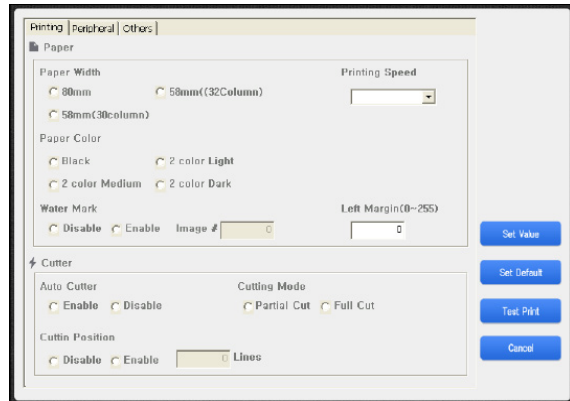 Printing Peripheral Others
Paper
Paper Width Printing Speed
80mm 58mm((32Column)
58mm(30column)
Paper Color
Black 2 color Light
2 color Medium 2 color Dark
Water Mark Left Margin(0~255)
Disable Enable Image # 0 0
Set Value
Cutter
Set Default
Auto Cutter Cutting Mode
Enable Disable Partial Cut Full Cut
Test Print
Cuttin Position
Cancel
Disable Enable 0 Lines